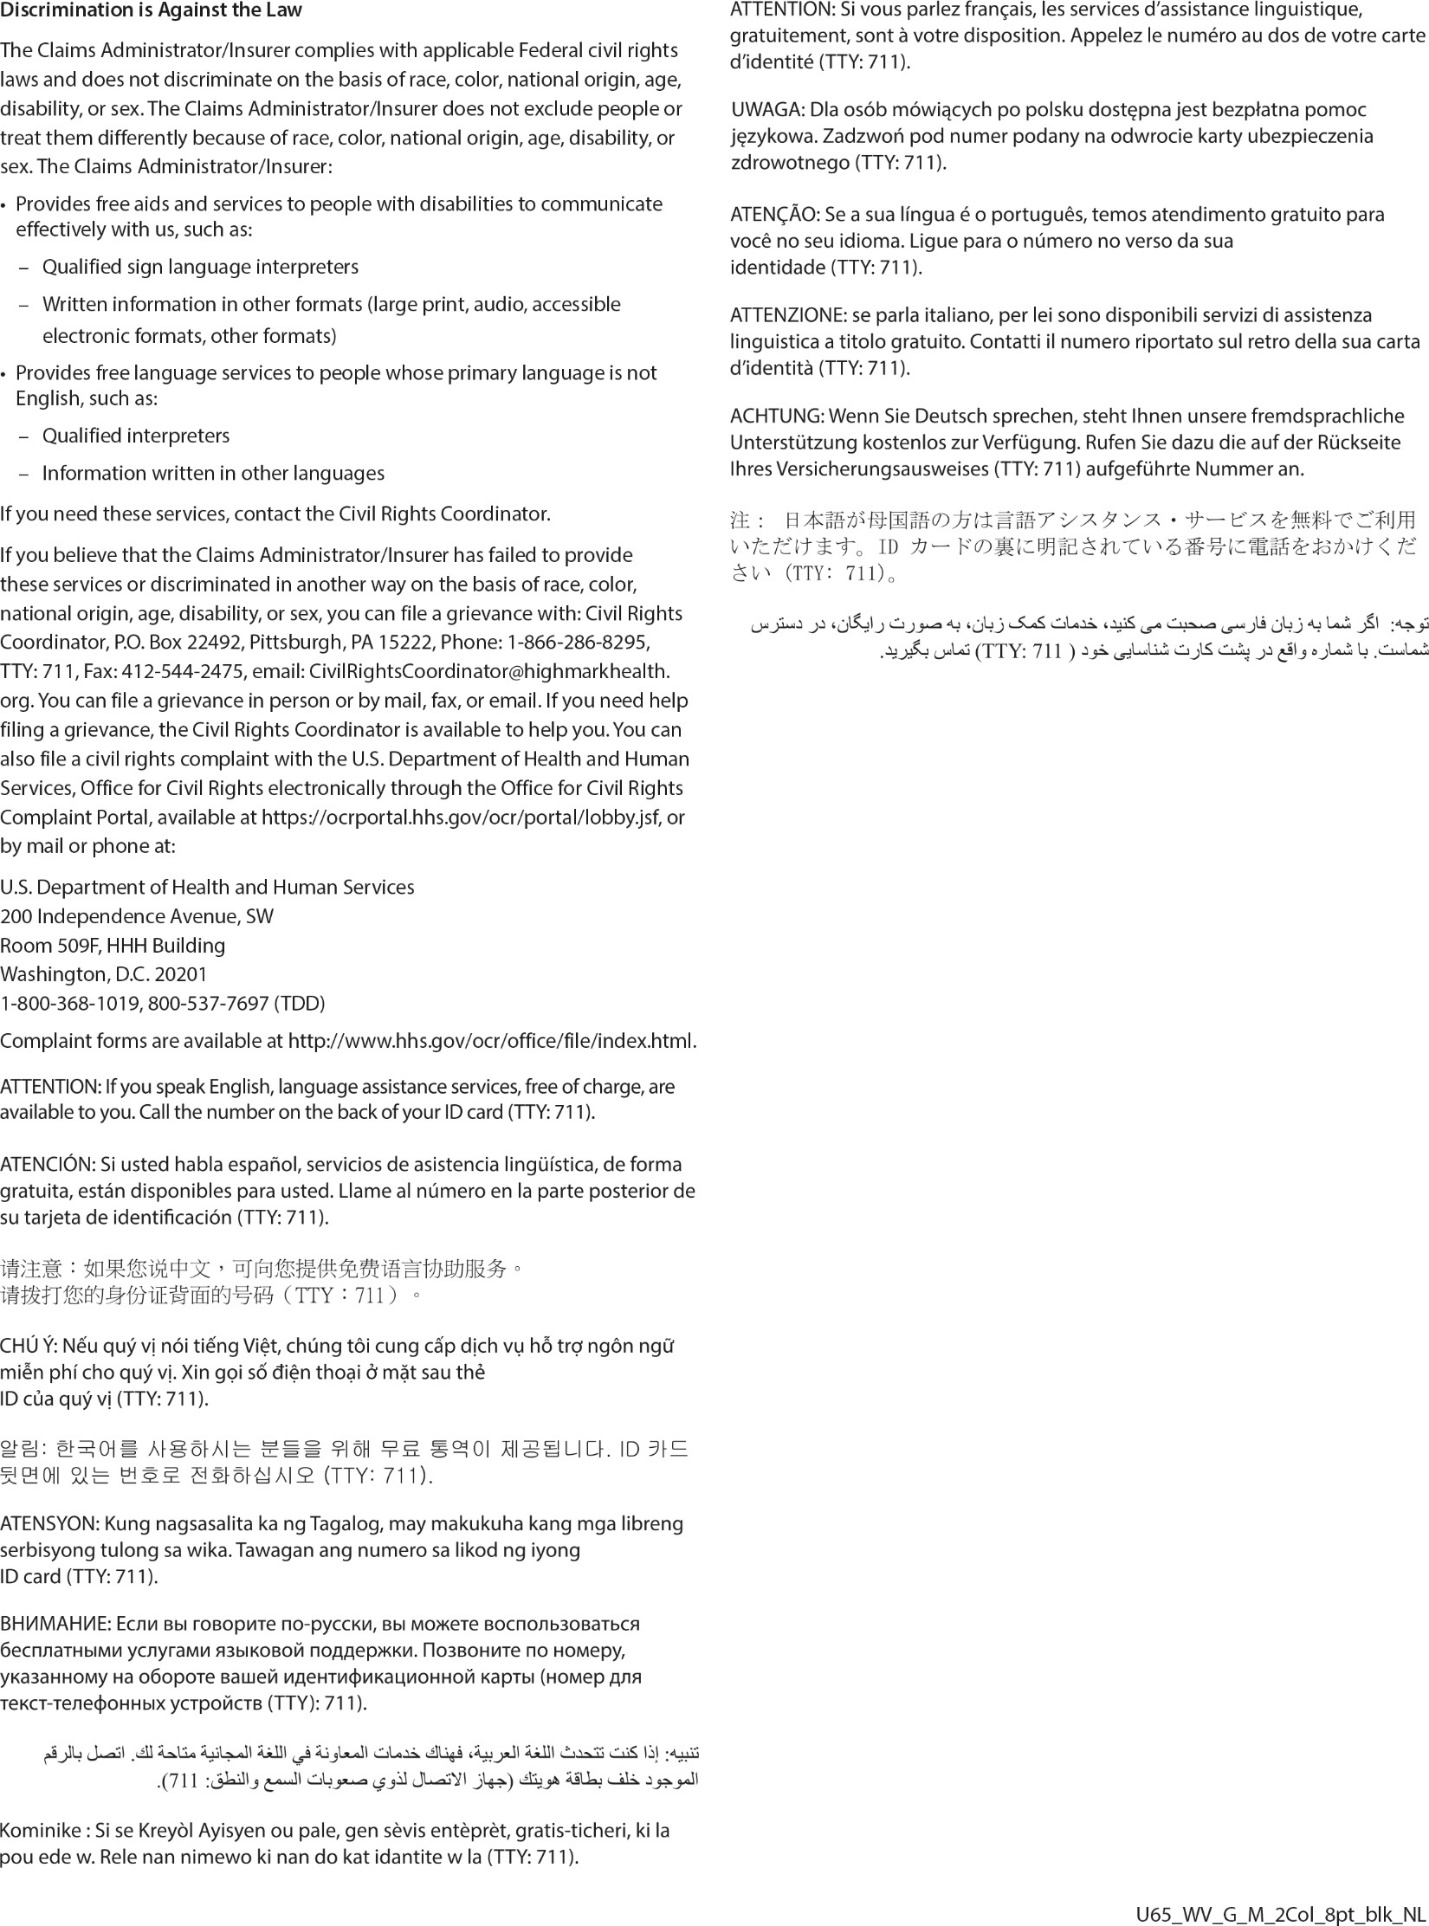 Discrimination is Against the Law
The Claims Administrator/Insurer complies with applicable Federal civil rights
laws and does not discriminate on the basis of race, color, national origin, age,
disability, or sex. The Claims Administrator/Insurer does not exclude people or
treat them differently because of race, color, national origin, age, disability, or
sex. The Claims Administrator/Insurer:
• Provides free aids and services to people with disabilities to communicate
effectively with us, such as:
– Qualified sign language interpreters
– Written information in other formats (large print, audio, accessible
electronic formats, other formats)
• Provides free language services to people whose primary language is not
English, such as:
– Qualified interpreters
– Information written in other languages
If you need these services, contact the Civil Rights Coordinator.
If you believe that the Claims Administrator/Insurer has failed to provide
these services or discriminated in another way on the basis of race, color,
national origin, age, disability, or sex, you can file a grievance with: Civil Rights
Coordinator, P.O. Box 22492, Pittsburgh, PA 15222, Phone: 1-866-286-8295,
TTY: 711, Fax: 412-544-2475, email: CivilRightsCoordinator@highmarkhealth.
org. You can file a grievance in person or by mail, fax, or email. If you need help
filing a grievance, the Civil Rights Coordinator is available to help you. You can
also file a civil rights complaint with the U.S. Department of Health and Human
Services, Office for Civil Rights electronically through the Office for Civil Rights
Complaint Portal, available at https://ocrportal.hhs.gov/ocr/portal/lobby.jsf, or
by mail or phone at:
U.S. Department of Health and Human Services
200 Independence Avenue, SW
Room 509F, HHH Building
Washington, D.C. 20201
1-800-368-1019, 800-537-7697 (TDD)
Complaint forms are available at http://www.hhs.gov/ocr/office/file/index.html.
ATTENTION: If you speak English, language assistance services, free of charge, are
available to you. Call the number on the back of your ID card (TTY: 711).
ATENCIÓN: Si usted habla español, servicios de asistencia lingüística, de forma
gratuita, están disponibles para usted. Llame al número en la parte posterior de
su tarjeta de identificación (TTY: 711).
请注意：如果您说中文，可向您提供免费语言协助服务。
请拨打您的身份证背面的号码（TTY：711）。
CHÚ Ý: Nếu quý vị nói tiếng Việt, chúng tôi cung cấp dịch vụ hỗ trợ ngôn ngữ
miễn phí cho quý vị. Xin gọi số điện thoại ở mặt sau thẻ
ID của quý vị (TTY: 711).
알림: 한국어를 사용하시는 분들을 위해 무료 통역이 제공됩니다. ID 카드
뒷면에 있는 번호로 전화하십시오 (TTY: 711).
ATENSYON: Kung nagsasalita ka ng Tagalog, may makukuha kang mga libreng
serbisyong tulong sa wika. Tawagan ang numero sa likod ng iyong
ID card (TTY: 711).
ВНИМАНИЕ: Если вы говорите по-русски, вы можете воспользоваться
бесплатными услугами языковой поддержки. Позвоните по номеру,
указанному на обороте вашей идентификационной карты (номер для
текст-телефонных устройств (TTY): 711).
تنبيه: إذا كنت تتحدث اللغة العربية، فهناك خدمات المعاونة في اللغة المجانية متاحة لك. اتصل بالرقم
الموجود خلف بطاقة هويتك (جهاز الاتصال لذوي صعوبات السمع والنطق: 711).
Kominike : Si se Kreyòl Ayisyen ou pale, gen sèvis entèprèt, gratis-ticheri, ki la
pou ede w. Rele nan nimewo ki nan do kat idantite w la (TTY: 711).
ATTENTION: Si vous parlez français, les services d’assistance linguistique,
gratuitement, sont à votre disposition. Appelez le numéro au dos de votre carte
d’identité (TTY: 711).
UWAGA: Dla osób mówiących po polsku dostępna jest bezpłatna pomoc
językowa. Zadzwoń pod numer podany na odwrocie karty ubezpieczenia
zdrowotnego (TTY: 711).
ATENÇÃO: Se a sua língua é o português, temos atendimento gratuito para
você no seu idioma. Ligue para o número no verso da sua
identidade (TTY: 711).
ATTENZIONE: se parla italiano, per lei sono disponibili servizi di assistenza
linguistica a titolo gratuito. Contatti il numero riportato sul retro della sua carta
d’identità (TTY: 711).
ACHTUNG: Wenn Sie Deutsch sprechen, steht Ihnen unsere fremdsprachliche
Unterstützung kostenlos zur Verfügung. Rufen Sie dazu die auf der Rückseite
Ihres Versicherungsausweises (TTY: 711) aufgeführte Nummer an.
注： 日本語が母国語の方は言語アシスタンス・サービスを無料でご利用
いただけます。ID カードの裏に明記されている番号に電話をおかけくだ
さい (TTY: 711)。
توجه: اگر شما به زبان فارسی صحبت می کنید، خدمات کمک زبان، به صورت رایگان، در دسترس
شماست. با شماره واقع در پشت کارت شناسایی خود ( TTY: 711) تماس بگیرید.
U65_WV_G_M_2Col_8pt_blk_NL